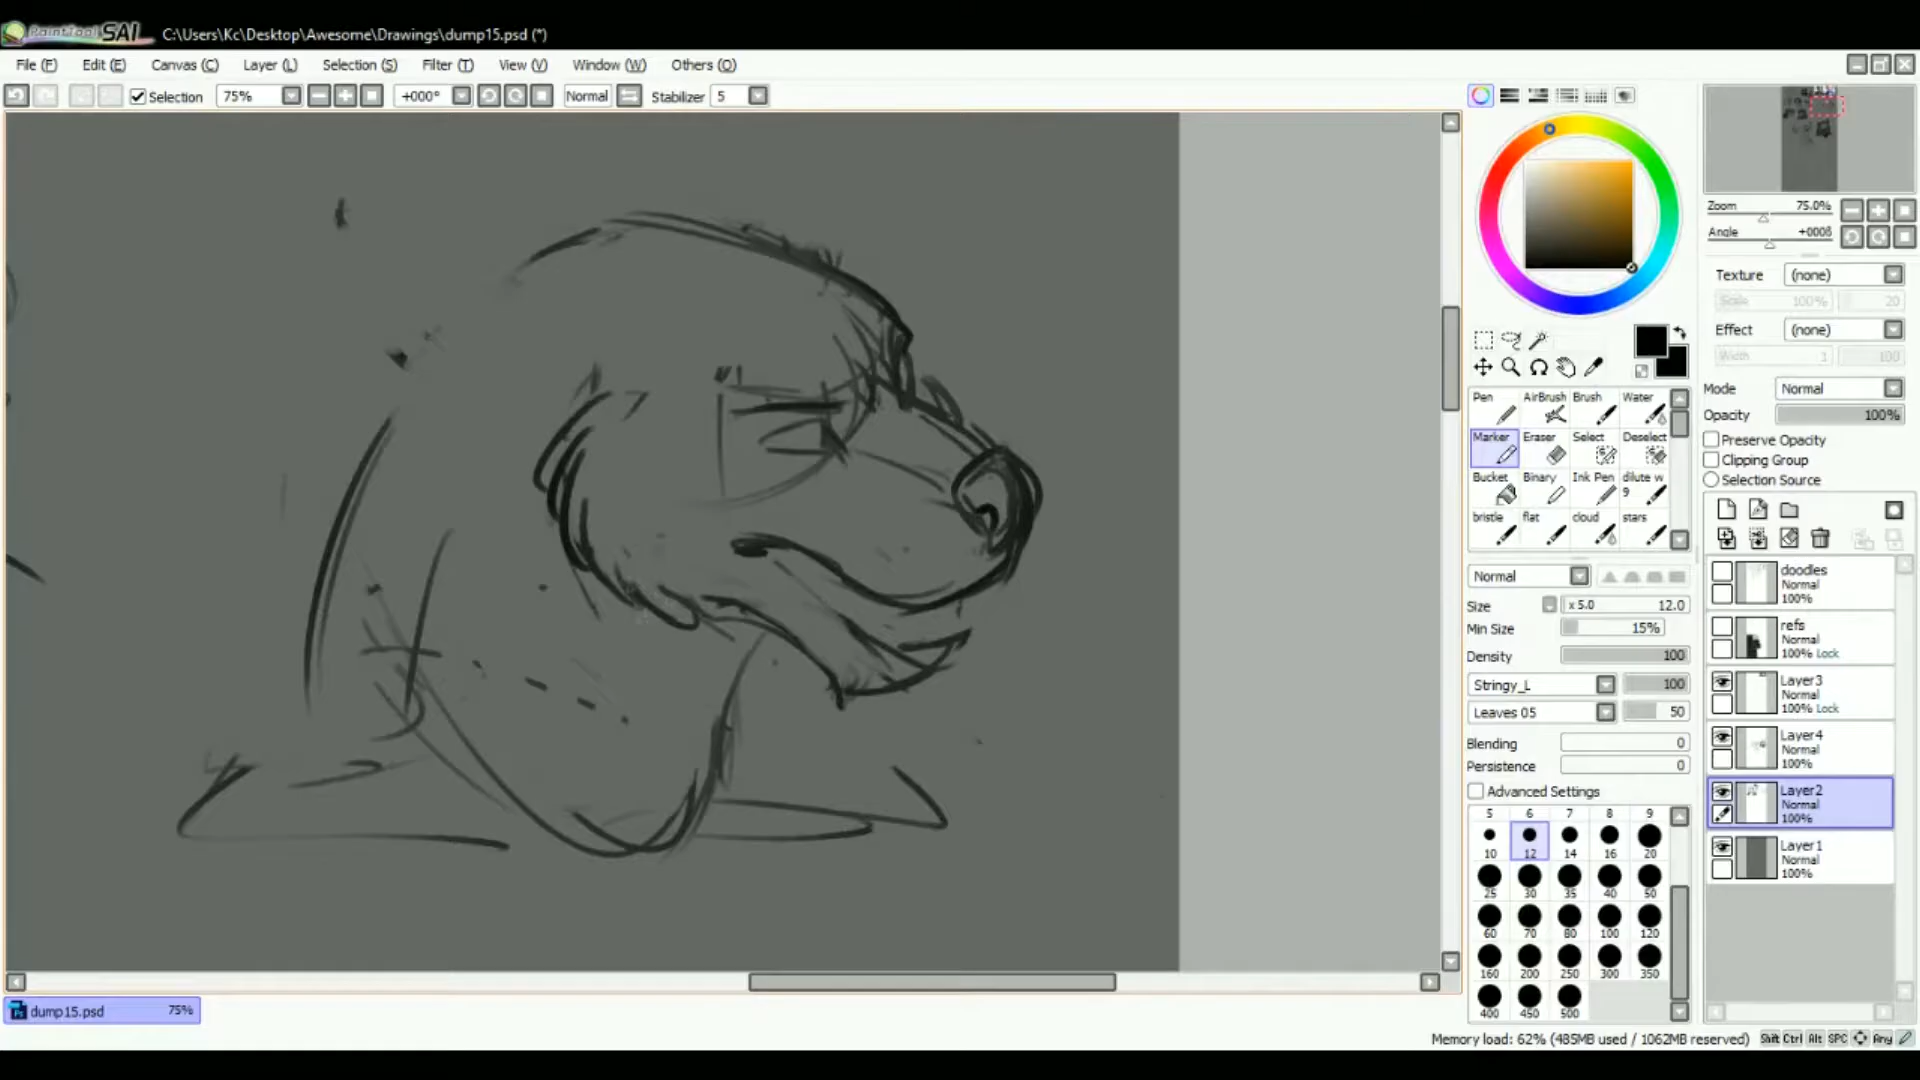 PaintTool SAI C:\Users\Kc\Desktop\Awesome\Drawings\dump15.psd (*)
File (F) Edit (E) Canvas (C) Layer (L) Selection (S) Filter (T) View (V) Window (W) Others (O)
Selection 75% +000° Normal Stabilizer 5
Zoom 75.0%
Angle +000ß
Texture (none)
Scale 100% 20
Effect (none)
Width 1 100
Mode Normal
Opacity 100%
Preserve Opacity
Clipping Group
Selection Source
Pen AirBrush Brush Water
Marker Eraser Select Deselect
Bucket Binary Ink Pen dilute w
9
bristle flat cloud stars
Normal
Size x 5.0 12.0
Min Size 15%
Density 100
Stringy_L 100
Leaves 05 50
Blending 0
Persistence 0
Advanced Settings
5 6 7 8 9
10 12 14 16 20
25 30 35 40 50
60 70 80 100 120
160 200 250 300 350
400 450 500
doodles
Normal
100%
refs
Normal
100% Lock
Layer3
Normal
100% Lock
Layer4
Normal
100%
Layer2
Normal
100%
Layer1
Normal
100%
dump15.psd 75%
Memory load: 62% (485MB used / 1062MB reserved) Shift Ctrl Alt SPC Any